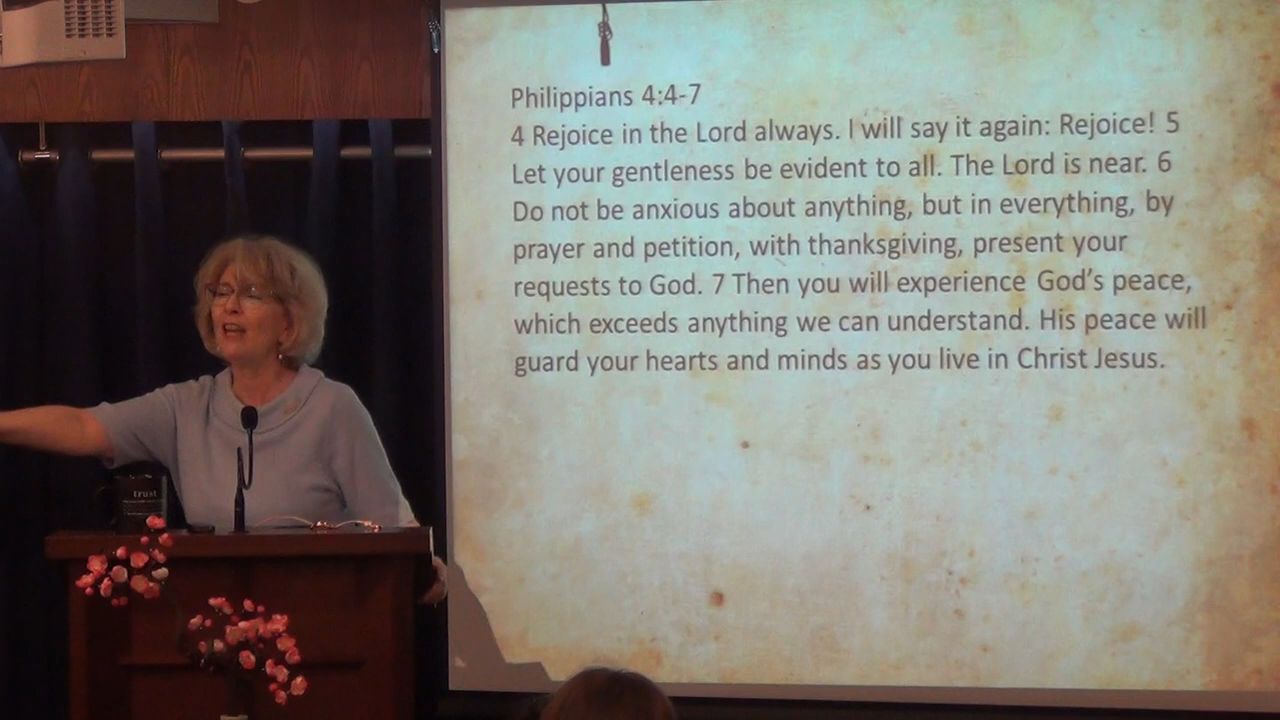 Philippians 4:4-7
4 Rejoice in the Lord always. I will say it again: Rejoice! 5
Let your gentleness be evident to all. The Lord is near. 6
Do not be anxious about anything, but in everything, by
prayer and petition, with thanksgiving, present your
requests to God. 7 Then you will experience God's peace,
which exceeds anything we can understand. His peace will
guard your hearts and minds as you live in Christ Jesus.
trust